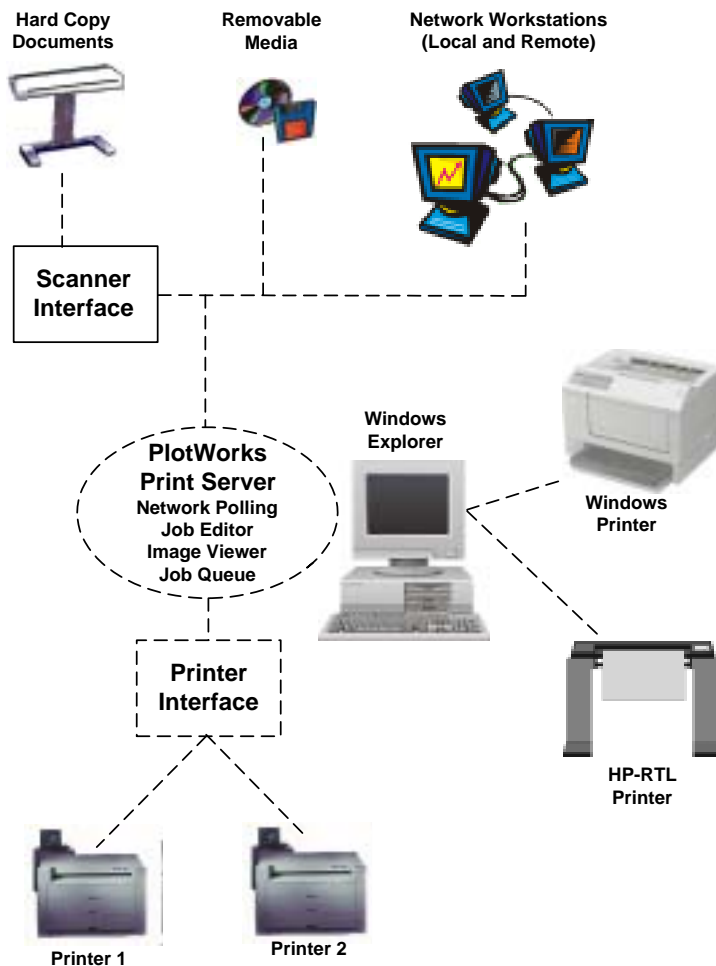 Hard Copy
Documents
Removable
Media
Network Workstations
(Local and Remote)
Scanner
Interface
PlotWorks
Print Server
Network Polling
Job Editor
Image Viewer
Job Queue
Windows
Explorer
Windows
Printer
Printer
Interface
HP-RTL
Printer
Printer 1
Printer 2